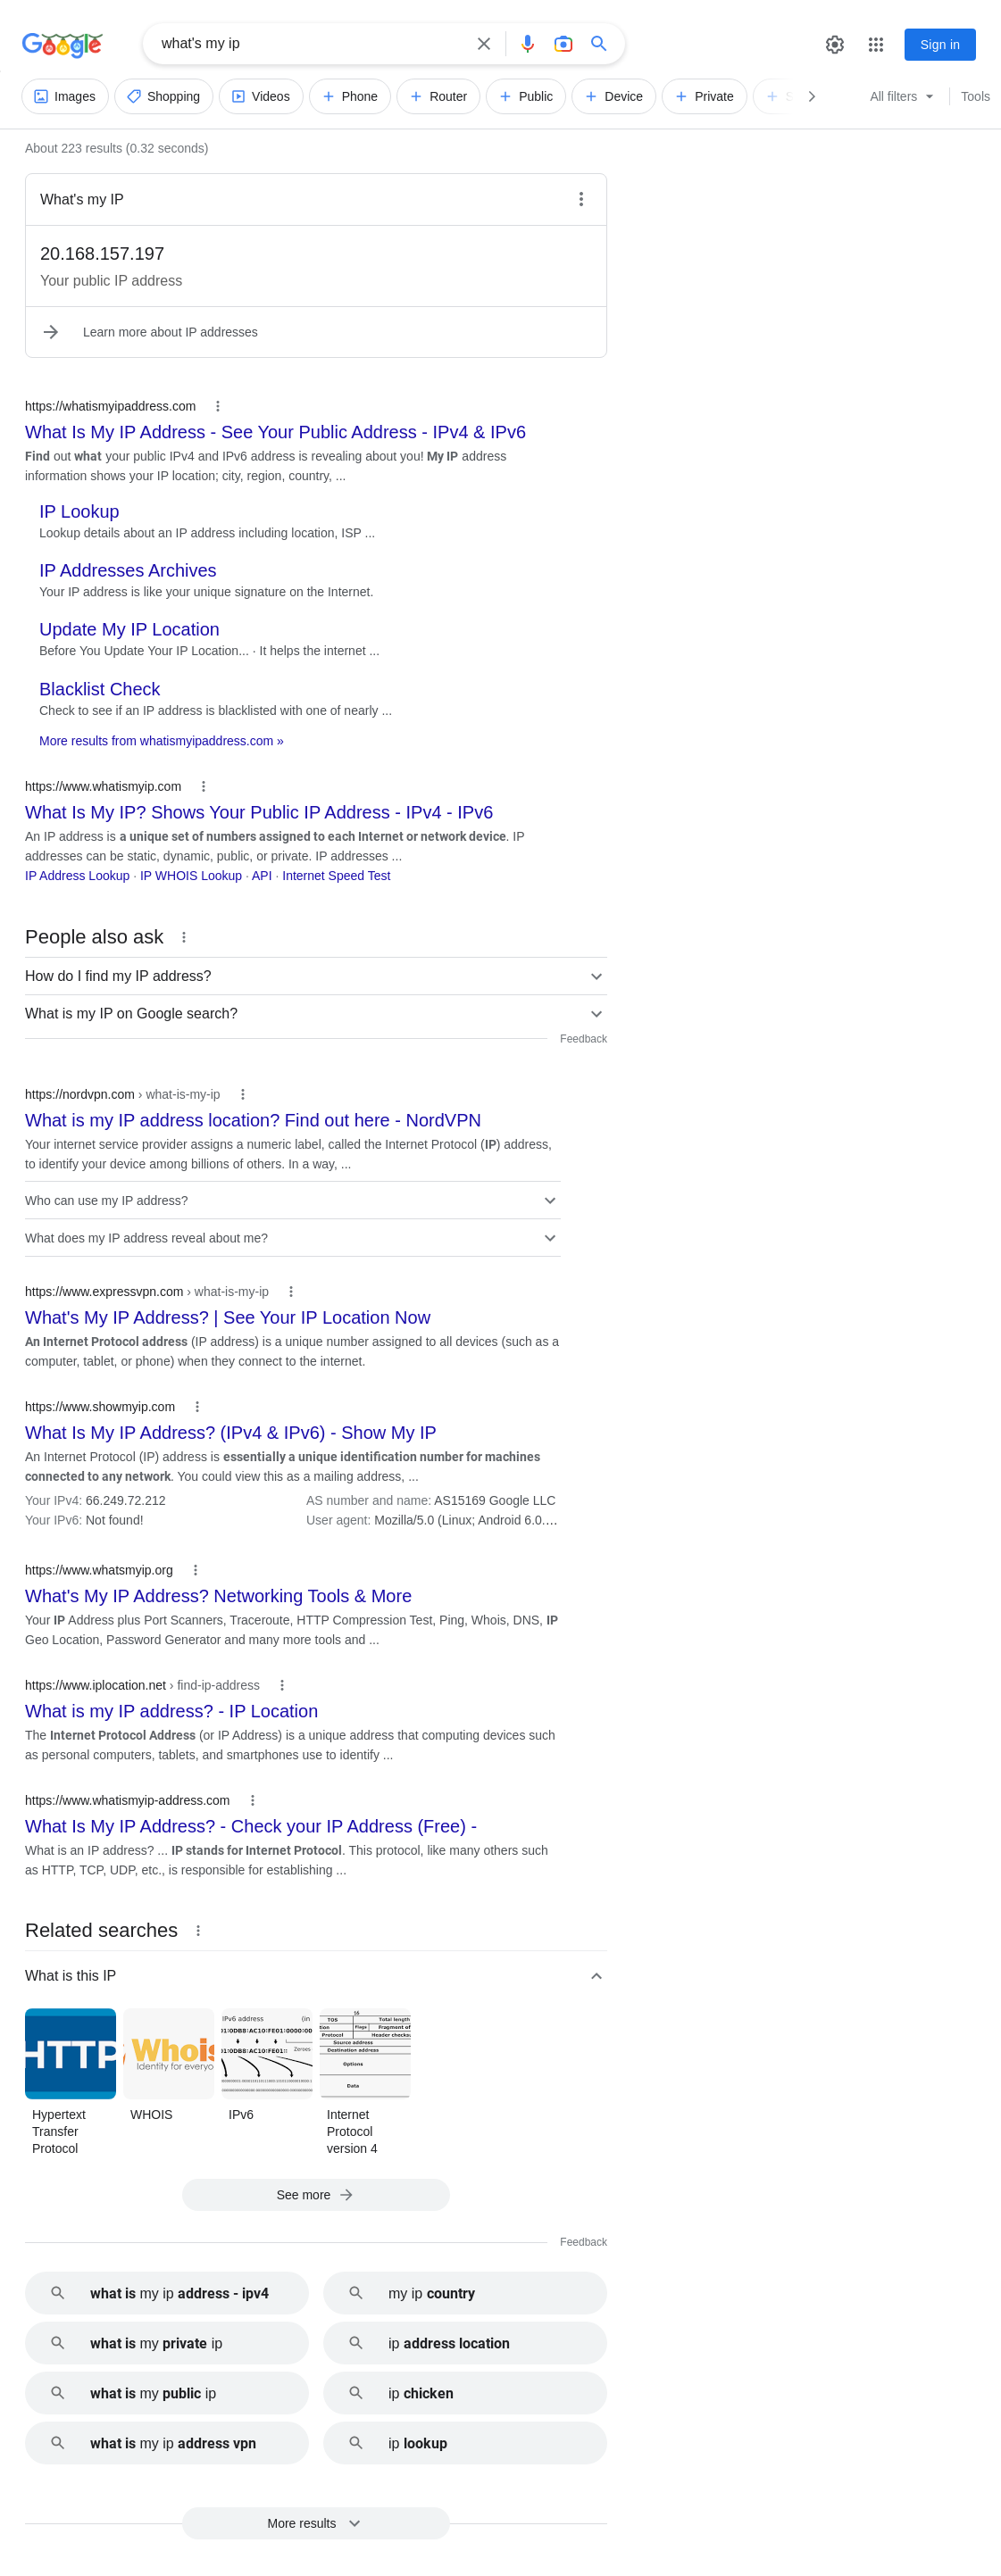 Google
what's my ip
Sign in
Images Shopping Videos Phone Router Public Device Private
All filters Tools
About 223 results (0.32 seconds)
What's my IP
20.168.157.197
Your public IP address
Learn more about IP addresses
https://whatismyipaddress.com
What Is My IP Address - See Your Public Address - IPv4 & IPv6
Find out what your public IPv4 and IPv6 address is revealing about you! My IP address
information shows your IP location; city, region, country, ...
IP Lookup
Lookup details about an IP address including location, ISP ...
IP Addresses Archives
Your IP address is like your unique signature on the Internet.
Update My IP Location
Before You Update Your IP Location... · It helps the internet ...
Blacklist Check
Check to see if an IP address is blacklisted with one of nearly ...
More results from whatismyipaddress.com »
https://www.whatismyip.com
What Is My IP? Shows Your Public IP Address - IPv4 - IPv6
An IP address is a unique set of numbers assigned to each Internet or network device. IP
addresses can be static, dynamic, public, or private. IP addresses ...
IP Address Lookup · IP WHOIS Lookup · API · Internet Speed Test
People also ask
How do I find my IP address?
What is my IP on Google search?
Feedback
https://nordvpn.com › what-is-my-ip
What is my IP address location? Find out here - NordVPN
Your internet service provider assigns a numeric label, called the Internet Protocol (IP) address,
to identify your device among billions of others. In a way, ...
Who can use my IP address?
What does my IP address reveal about me?
https://www.expressvpn.com › what-is-my-ip
What's My IP Address? | See Your IP Location Now
An Internet Protocol address (IP address) is a unique number assigned to all devices (such as a
computer, tablet, or phone) when they connect to the internet.
https://www.showmyip.com
What Is My IP Address? (IPv4 & IPv6) - Show My IP
An Internet Protocol (IP) address is essentially a unique identification number for machines
connected to any network. You could view this as a mailing address, ...
Your IPv4: 66.249.72.212 AS number and name: AS15169 Google LLC
Your IPv6: Not found! User agent: Mozilla/5.0 (Linux; Android 6.0....
https://www.whatsmyip.org
What's My IP Address? Networking Tools & More
Your IP Address plus Port Scanners, Traceroute, HTTP Compression Test, Ping, Whois, DNS, IP
Geo Location, Password Generator and many more tools and ...
https://www.iplocation.net › find-ip-address
What is my IP address? - IP Location
The Internet Protocol Address (or IP Address) is a unique address that computing devices such
as personal computers, tablets, and smartphones use to identify ...
https://www.whatismyip-address.com
What Is My IP Address? - Check your IP Address (Free) -
What is an IP address? ... IP stands for Internet Protocol. This protocol, like many others such
as HTTP, TCP, UDP, etc., is responsible for establishing ...
Related searches
What is this IP
HTTP
Whois
Identity for everyo
IPv6 address (in
Zeroes
TOS Total length
Flags Fragment of
Protocol Header checksu
Source address
Destination address
Options
Data
Hypertext
Transfer
Protocol
WHOIS
IPv6
Internet
Protocol
version 4
See more
Feedback
what is my ip address - ipv4
my ip country
what is my private ip
ip address location
what is my public ip
ip chicken
what is my ip address vpn
ip lookup
More results